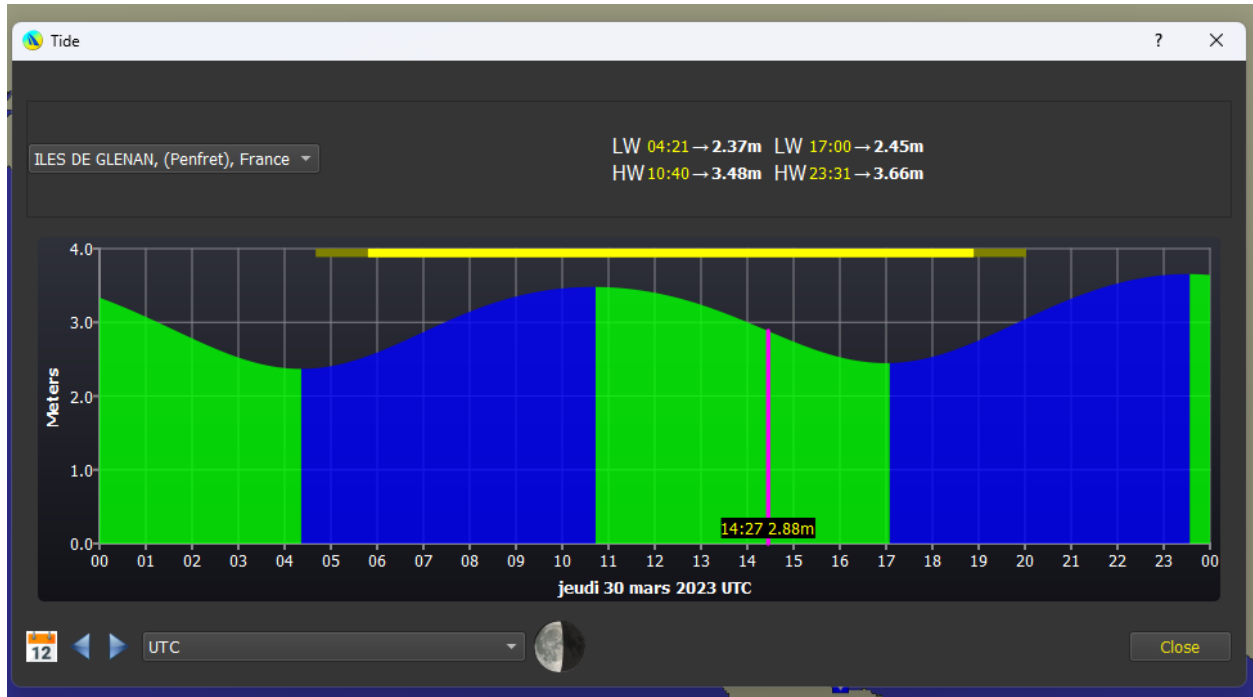 Tide
?
ILES DE GLENAN, (Penfret), France
LW 04:21→2.37m LW 17:00→2.45m
HW 10:40→3.48m HW 23:31→3.66m
Meters
4.0
3.0
2.0
1.0
0.0
14:27 2.88m
00 01 02 03 04 05 06 07 08 09 10 11 12 13 14 15 16 17 18 19 20 21 22 23 00
jeudi 30 mars 2023 UTC
12
UTC
Close